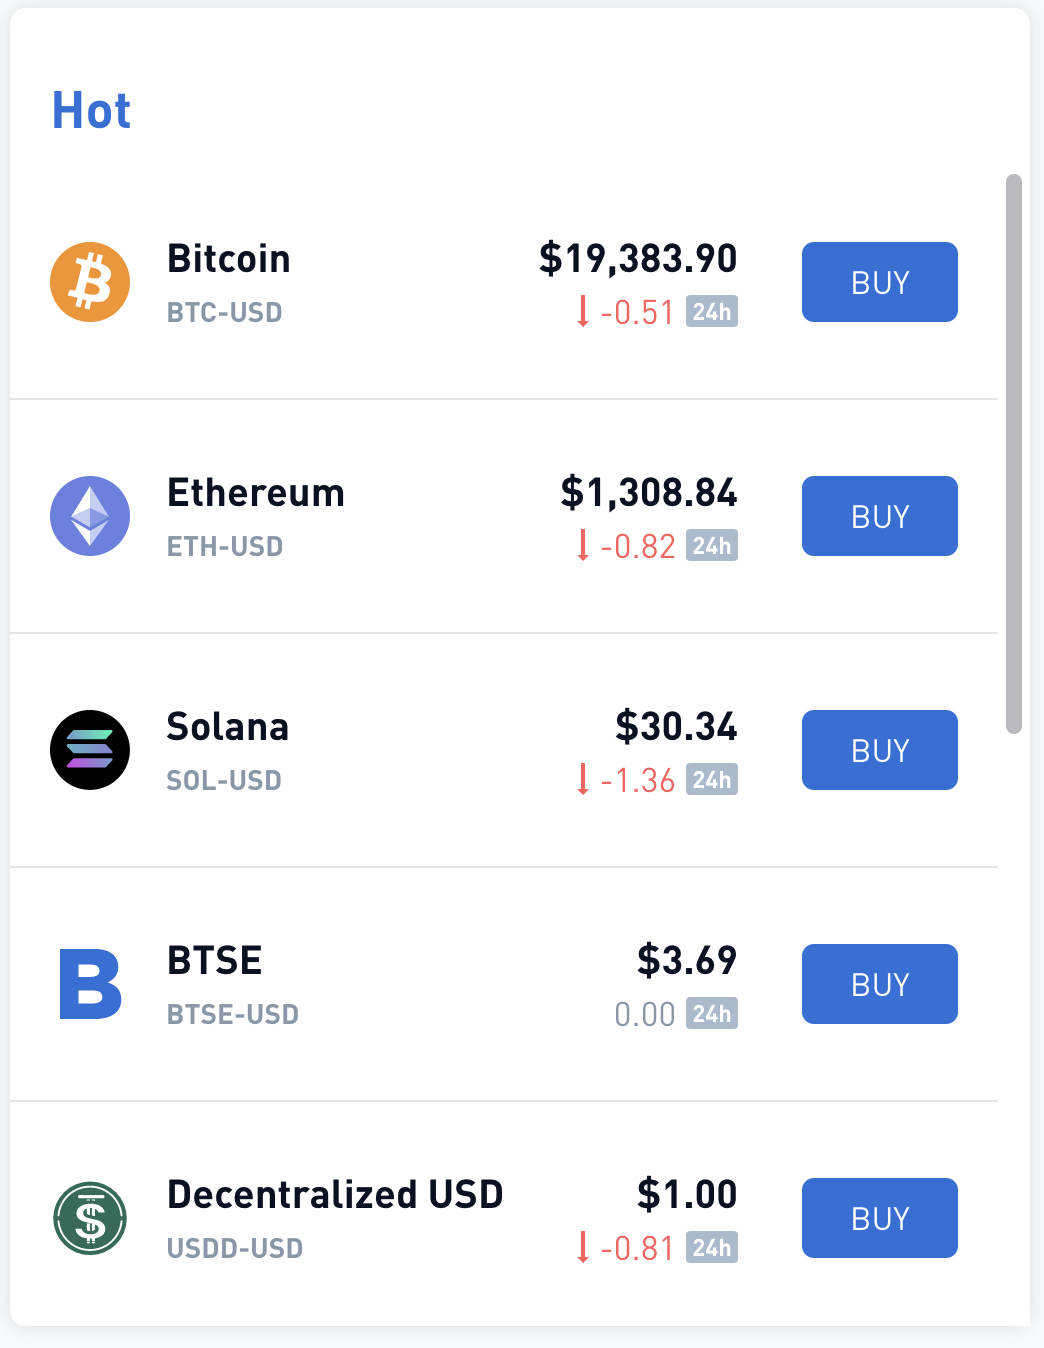 Hot
Bitcoin $19,383.90 BUY
BTC-USD -0.51 24h
Ethereum $1,308.84 BUY
ETH-USD -0.82 24h
Solana $30.34 BUY
SOL-USD -1.36 24h
BTSE $3.69 BUY
BTSE-USD 0.00 24h
Decentralized USD $1.00 BUY
USDD-USD -0.81 24h